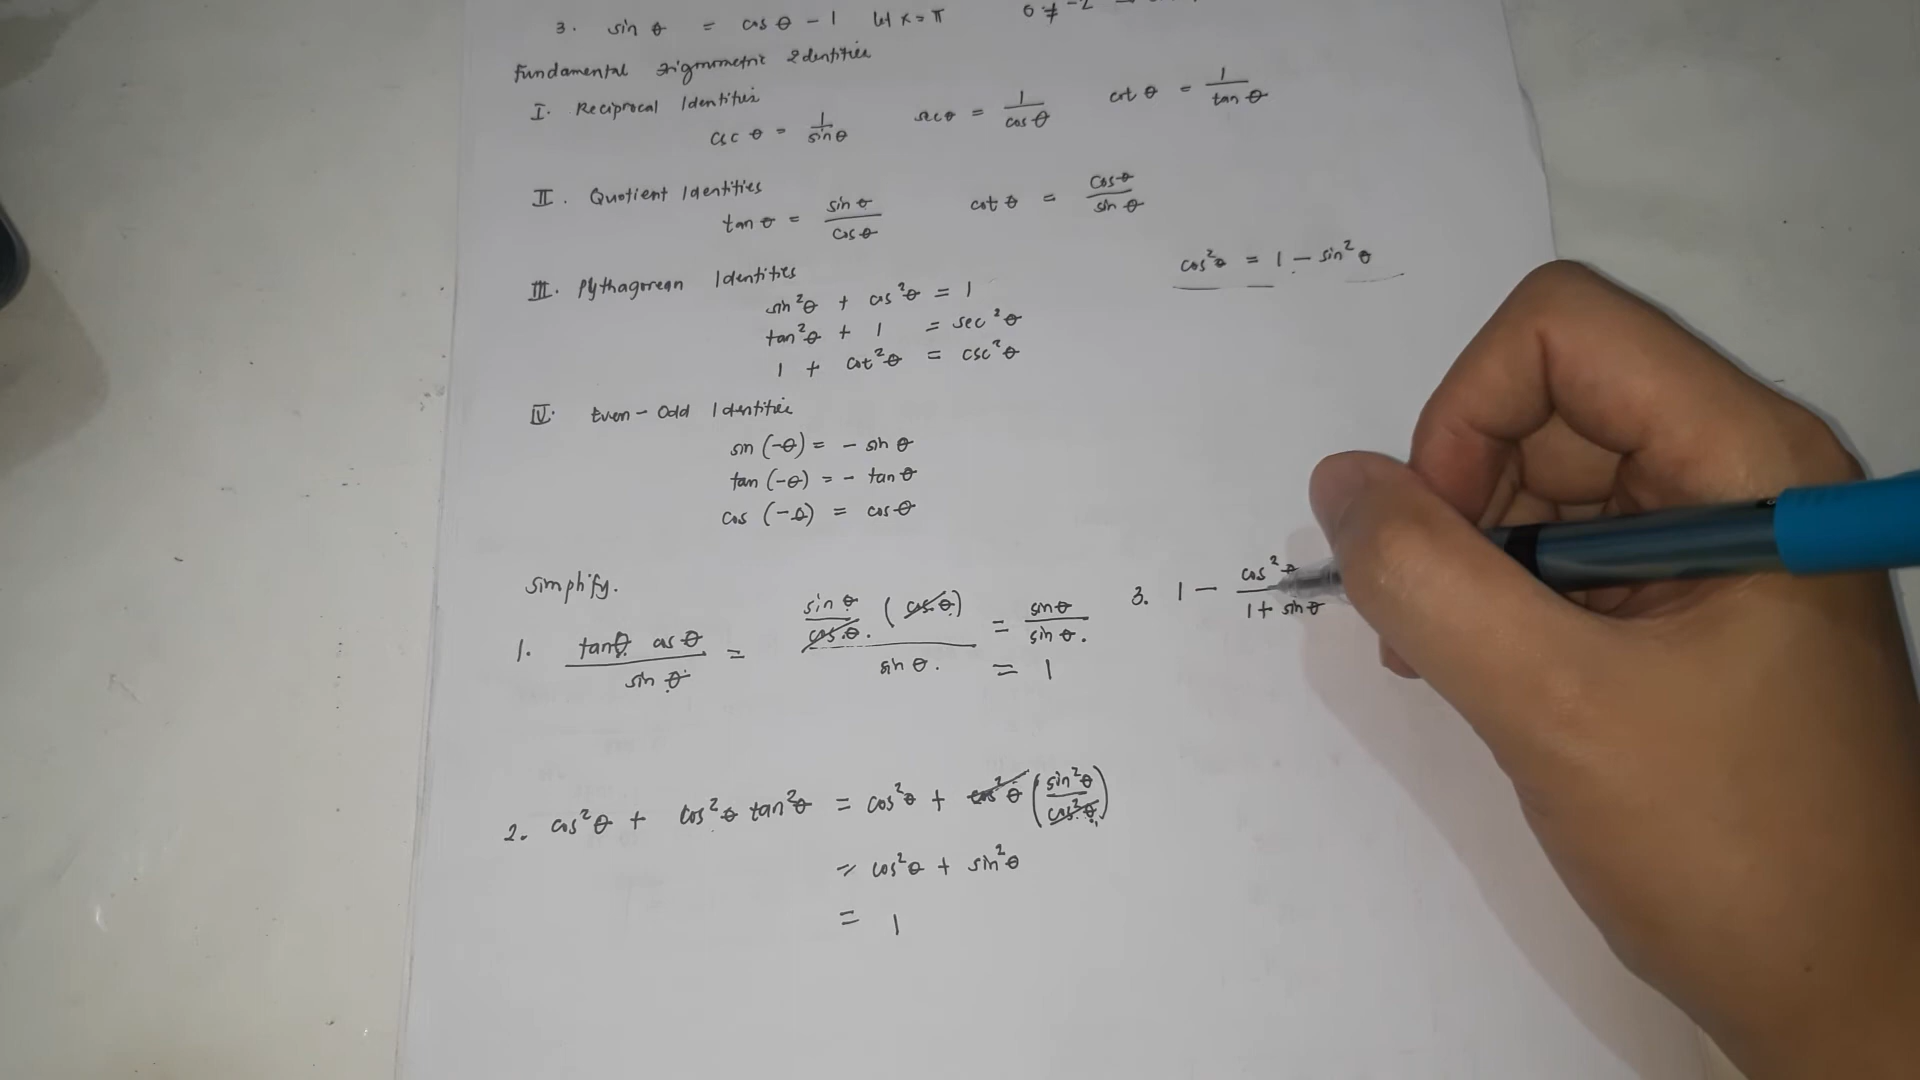 3. sin θ = cos θ - 1 let x = π 0 ≠ -2
Fundamental Trigonometric Identities
I. Reciprocal Identities
csc θ = 1/sin θ sec θ = 1/cos θ cot θ = 1/tan θ
II. Quotient Identities
tan θ = sin θ/cos θ cot θ = cos θ/sin θ
cos²θ = 1 - sin²θ
III. Pythagorean Identities
sin²θ + cos²θ = 1
tan²θ + 1 = sec²θ
1 + cot²θ = csc²θ
IV. Even-Odd Identities
sin (-θ) = - sin θ
tan (-θ) = - tan θ
cos (-θ) = cos θ
simplify.
1. tan θ cos θ/sin θ = sin θ/cos θ (cos θ)/sin θ = sin θ/sin θ
= 1
2. cos²θ + cos²θ tan²θ = cos²θ + cos²θ (sin²θ/cos²θ)
= cos²θ + sin²θ
= 1
3. 1 - cos²θ/1 + sin θ